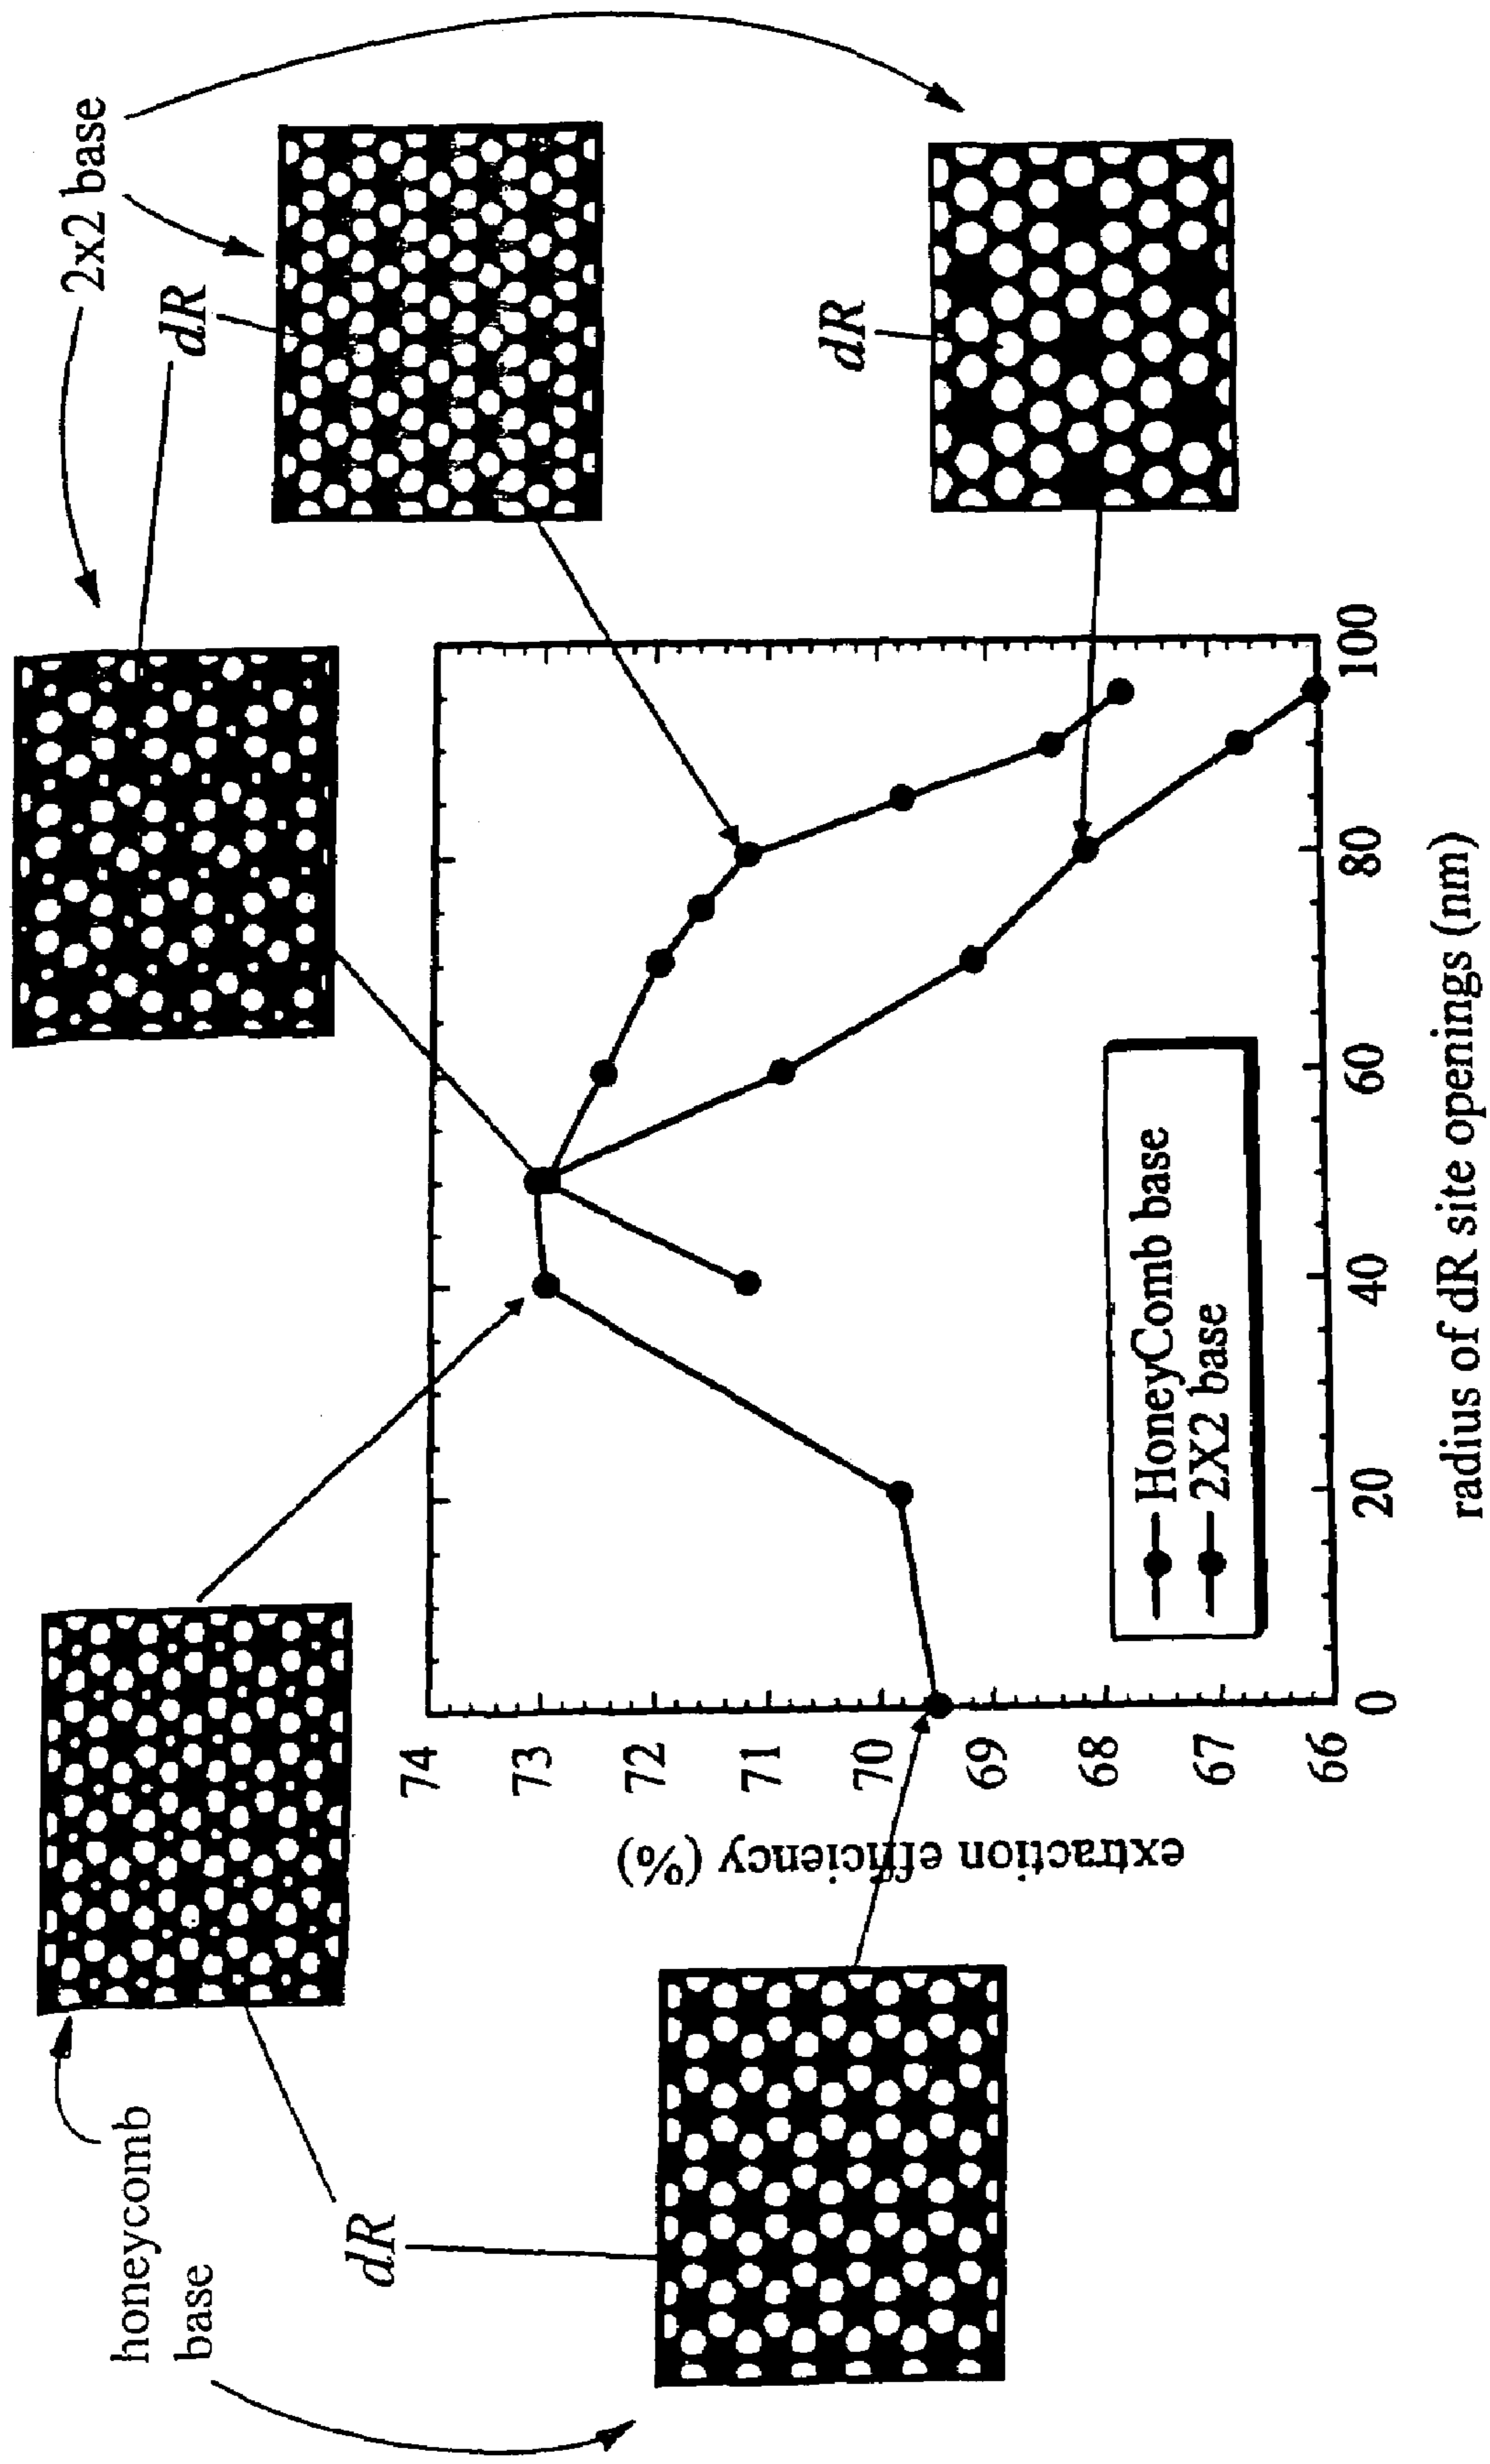 honeycomb
base
dR
2x2 base
dR
dR
extraction efficiency (%)
74
73
72
71
70
69
68
67
66
0
20
40
60
80
100
radius of dR site openings (nm)
HoneyComb base
2X2 base